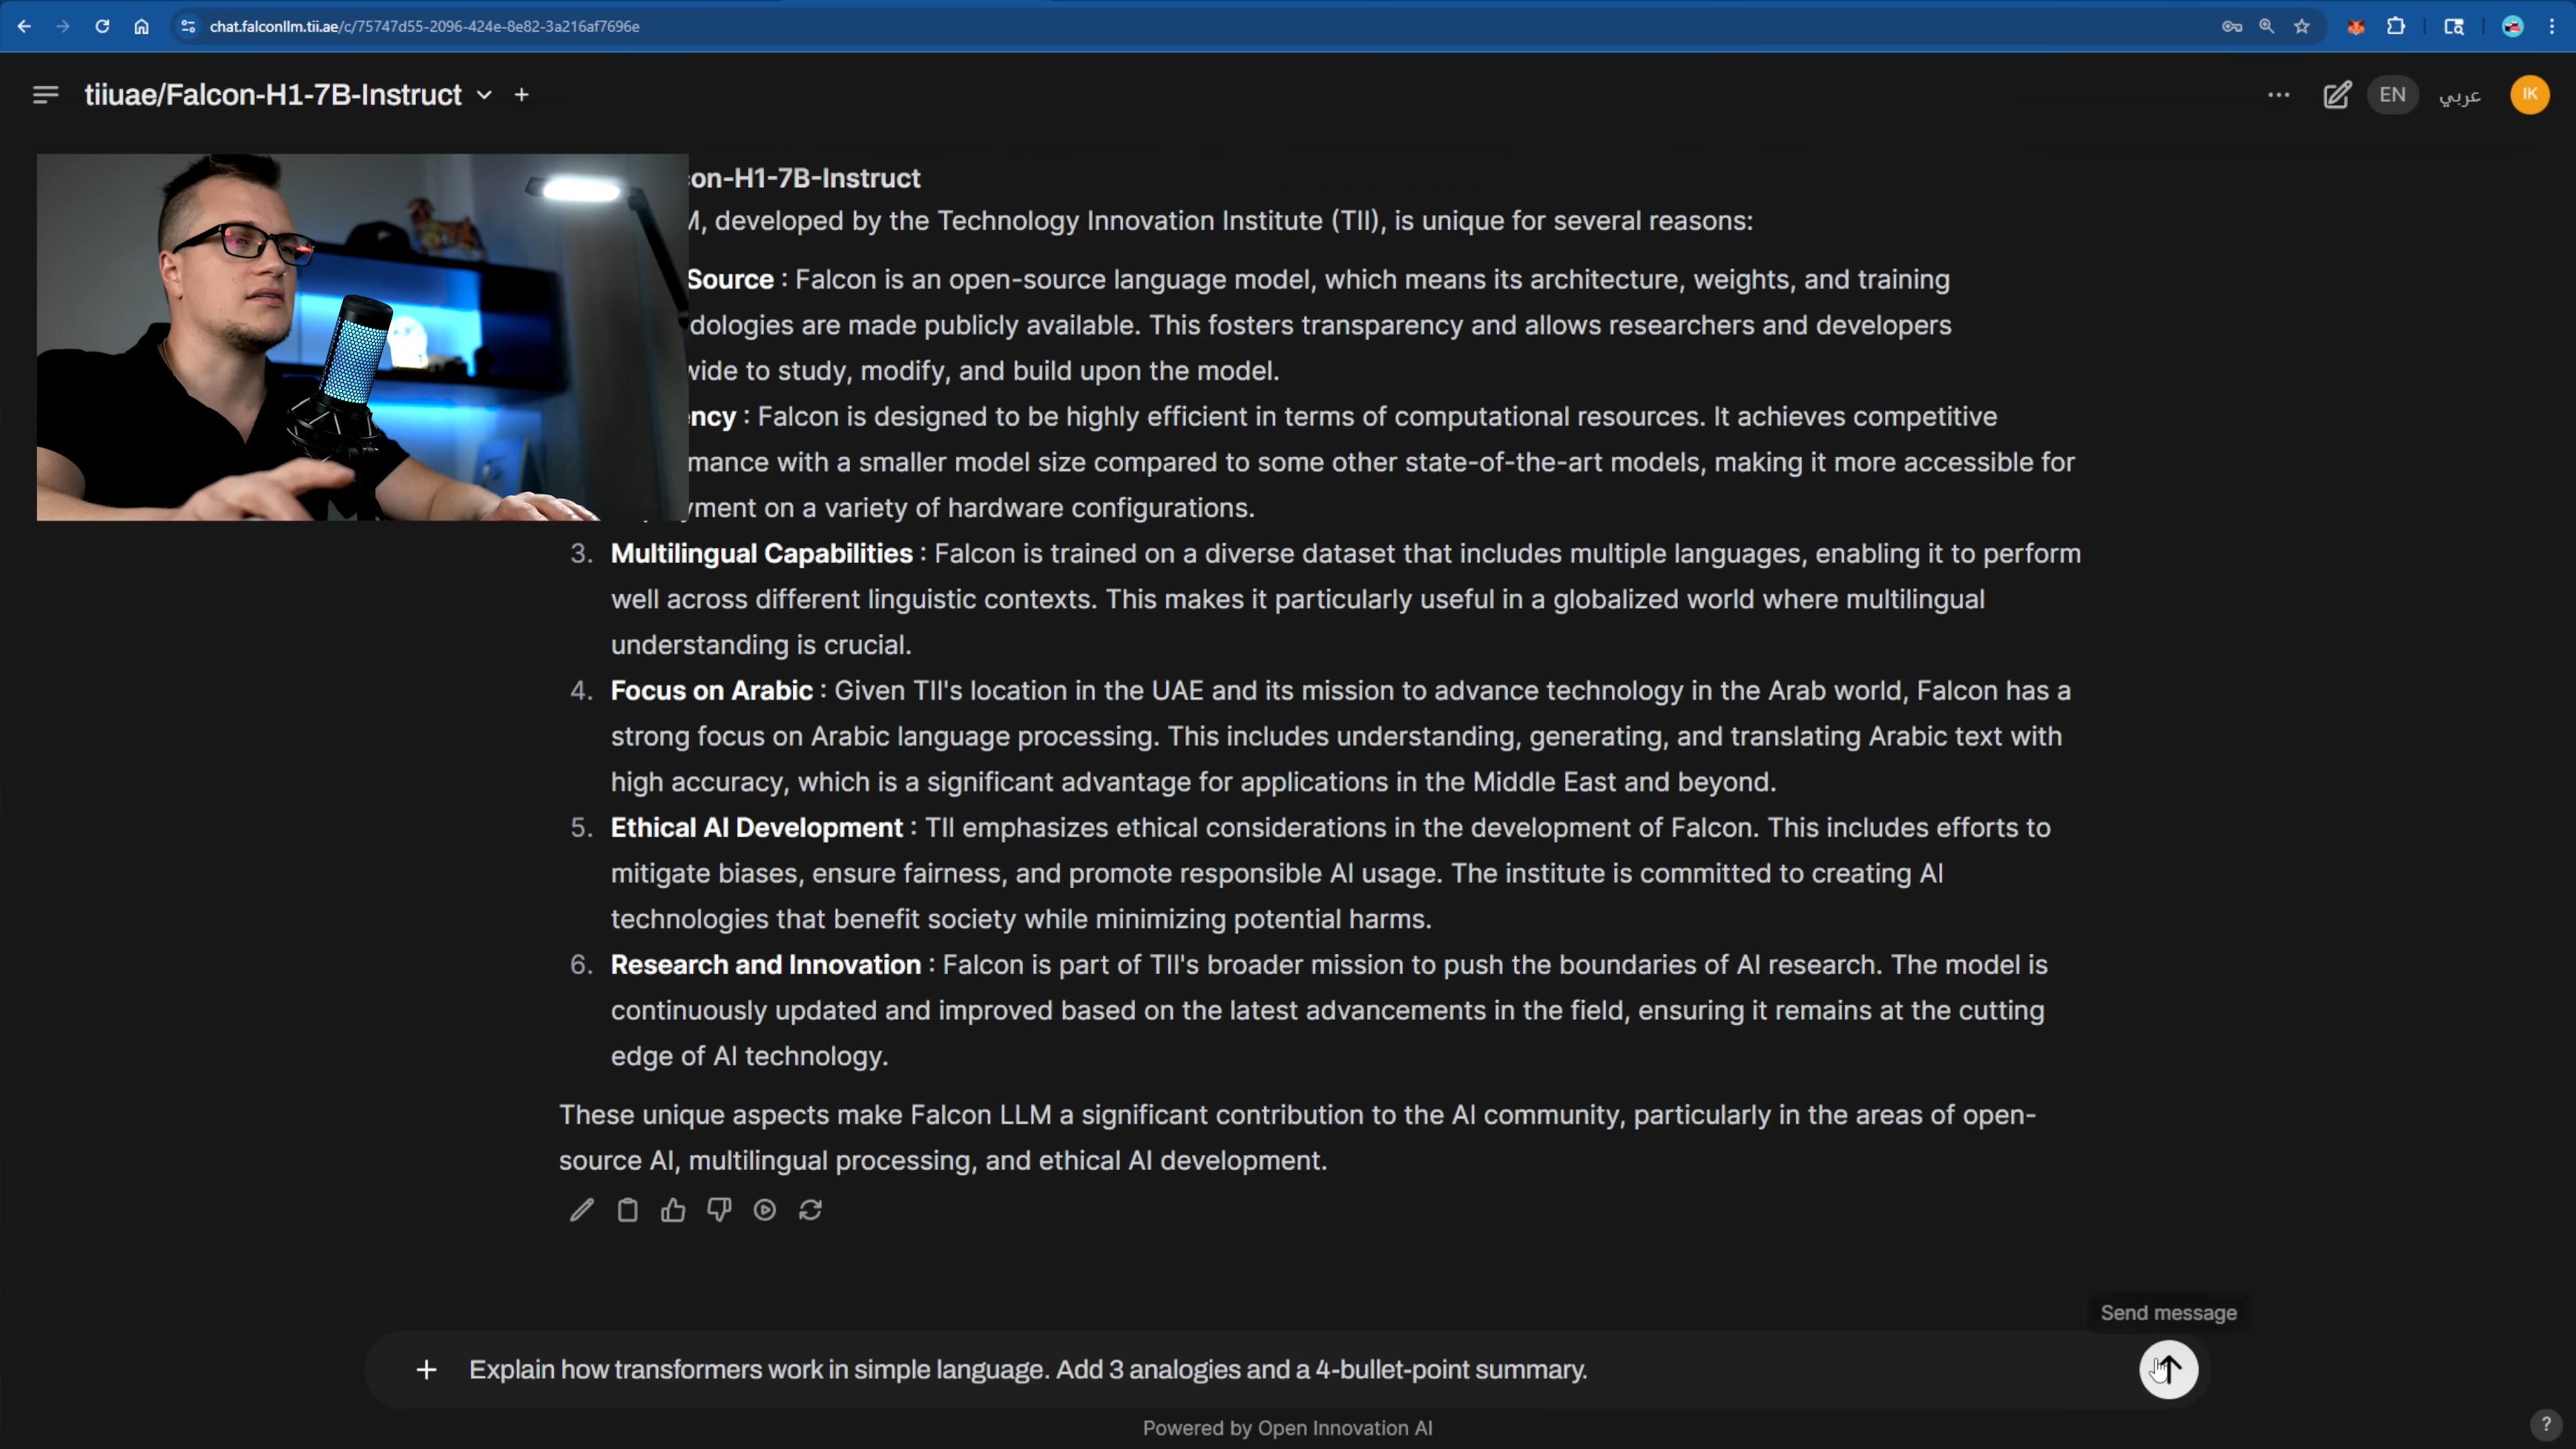 chat.falconllm.tii.ae/c/75747d55-2096-424e-8e82-3a216af7696e
tiiuae/Falcon-H1-7B-Instruct
EN
عربي
IK
on-H1-7B-Instruct
, developed by the Technology Innovation Institute (TII), is unique for several reasons:
Source : Falcon is an open-source language model, which means its architecture, weights, and training
dologies are made publicly available. This fosters transparency and allows researchers and developers
wide to study, modify, and build upon the model.
ency : Falcon is designed to be highly efficient in terms of computational resources. It achieves competitive
mance with a smaller model size compared to some other state-of-the-art models, making it more accessible for
yment on a variety of hardware configurations.
3. Multilingual Capabilities : Falcon is trained on a diverse dataset that includes multiple languages, enabling it to perform
well across different linguistic contexts. This makes it particularly useful in a globalized world where multilingual
understanding is crucial.
4. Focus on Arabic : Given TII's location in the UAE and its mission to advance technology in the Arab world, Falcon has a
strong focus on Arabic language processing. This includes understanding, generating, and translating Arabic text with
high accuracy, which is a significant advantage for applications in the Middle East and beyond.
5. Ethical AI Development : TII emphasizes ethical considerations in the development of Falcon. This includes efforts to
mitigate biases, ensure fairness, and promote responsible AI usage. The institute is committed to creating AI
technologies that benefit society while minimizing potential harms.
6. Research and Innovation : Falcon is part of TII's broader mission to push the boundaries of AI research. The model is
continuously updated and improved based on the latest advancements in the field, ensuring it remains at the cutting
edge of AI technology.
These unique aspects make Falcon LLM a significant contribution to the AI community, particularly in the areas of open-
source AI, multilingual processing, and ethical AI development.
Send message
Explain how transformers work in simple language. Add 3 analogies and a 4-bullet-point summary.
Powered by Open Innovation AI
?